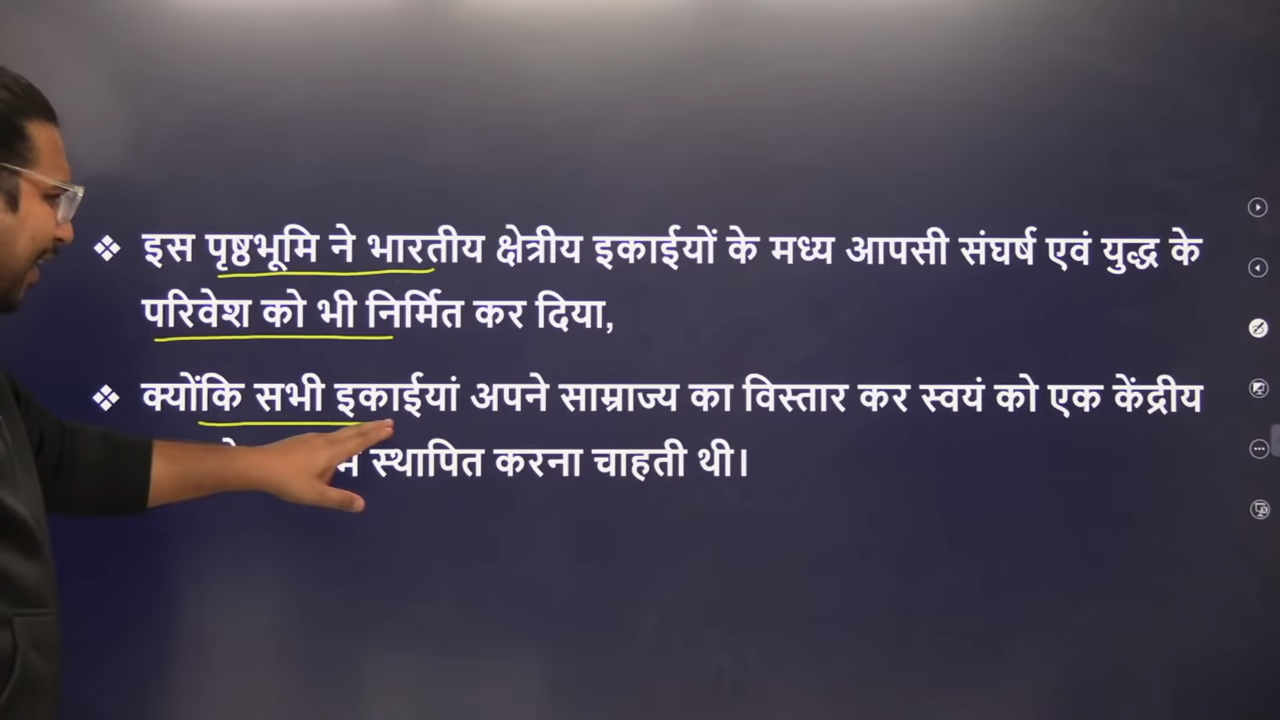 ❖ इस पृष्ठभूमि ने भारतीय क्षेत्रीय इकाईयों के मध्य आपसी संघर्ष एवं युद्ध के
परिवेश को भी निर्मित कर दिया,
❖ क्योंकि सभी इकाईयां अपने साम्राज्य का विस्तार कर स्वयं को एक केंद्रीय
स्थापित करना चाहती थी।